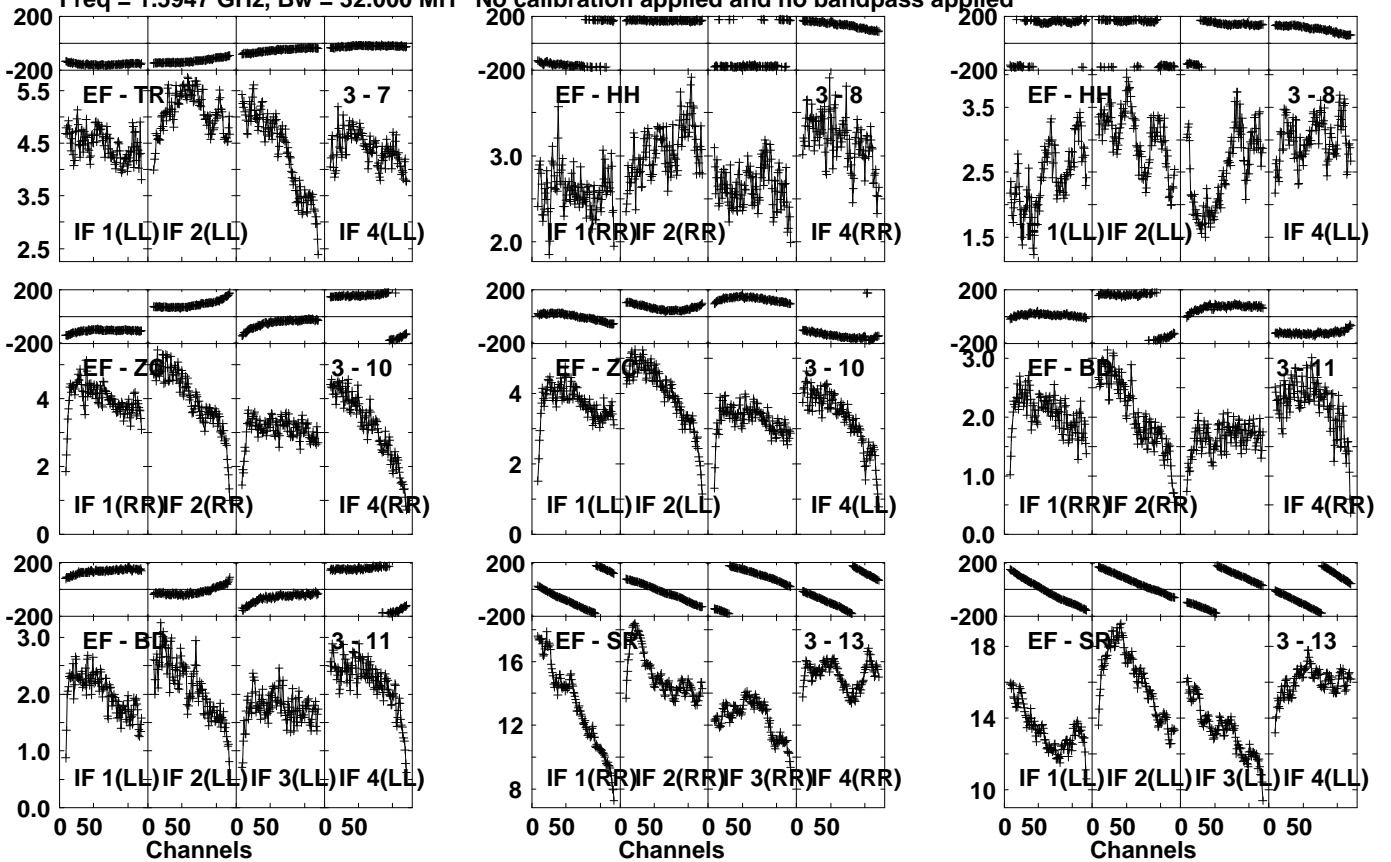 Freq = 1.5947 GHz, Bw = 32.000 MH No calibration applied and no bandpass applied
200
-200
5.5
4.5
3.5
2.5
EF - TR 3 - 7
IF 1(LL) IF 2(LL) IF 4(LL)
200
-200
3.0
2.0
EF - HH 3 - 8
IF 1(RR) IF 2(RR) IF 4(RR)
200
-200
3.5
2.5
1.5
EF - HH 3 - 8
IF 1(LL) IF 2(LL) IF 4(LL)
200
-200
4
2
0
EF - ZC 3 - 10
IF 1(RR) IF 2(RR) IF 4(RR)
200
-200
4
2
0
EF - ZC 3 - 10
IF 1(LL) IF 2(LL) IF 4(LL)
200
-200
3.0
2.0
1.0
0.0
EF - BD 3 - 11
IF 1(RR) IF 2(RR) IF 4(RR)
200
-200
3.0
2.0
1.0
0.0
EF - BD 3 - 11
IF 1(LL) IF 2(LL) IF 3(LL) IF 4(LL)
0 50 0 50 0 50 0 50
Channels
200
-200
16
12
8
EF - SR 3 - 13
IF 1(RR) IF 2(RR) IF 3(RR) IF 4(RR)
0 50 0 50 0 50 0 50
Channels
200
-200
18
14
10
EF - SR 3 - 13
IF 1(LL) IF 2(LL) IF 3(LL) IF 4(LL)
0 50 0 50 0 50 0 50
Channels